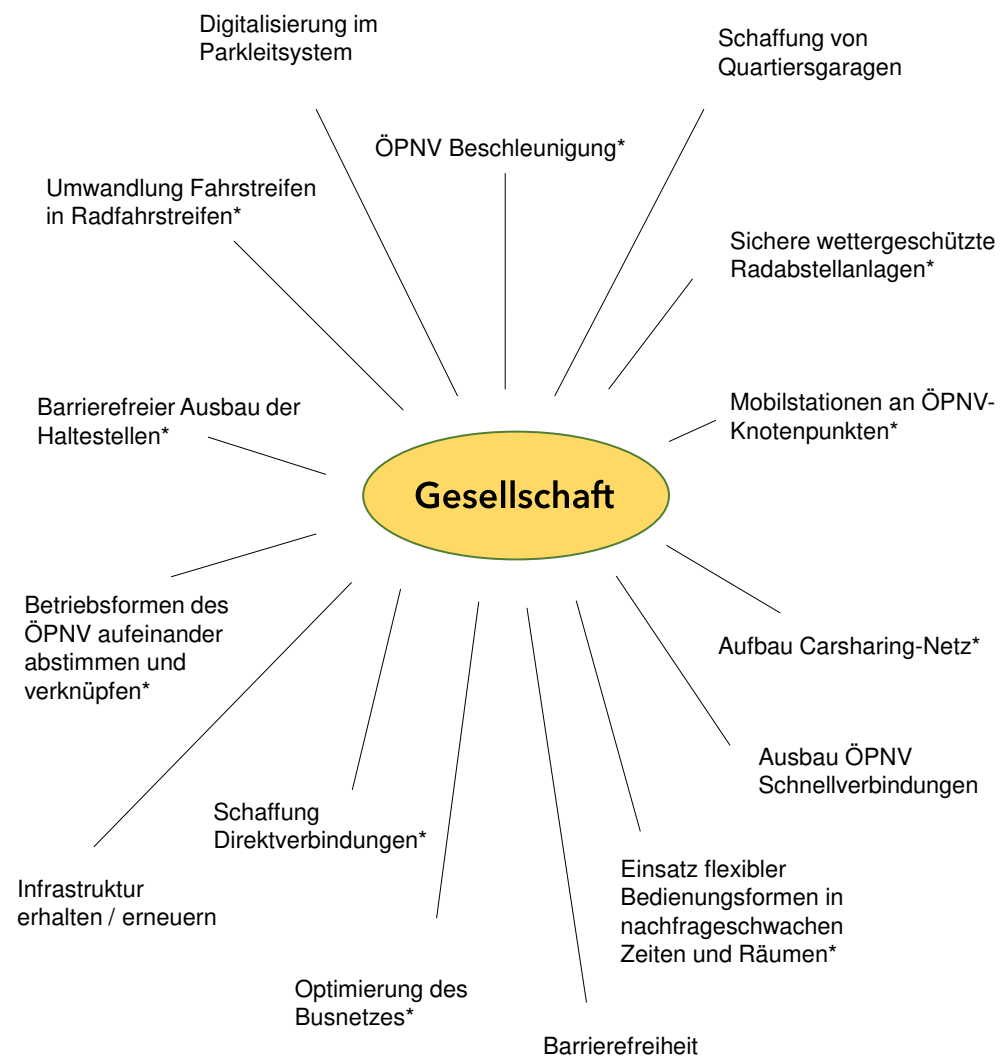 Digitalisierung im
Parkleitsystem
Schaffung von
Quartiersgaragen
ÖPNV Beschleunigung*
Umwandlung Fahrstreifen
in Radfahrstreifen*
Sichere wettergeschützte
Radabstellanlagen*
Barrierefreier Ausbau der
Haltestellen*
Mobilstationen an ÖPNV-
Knotenpunkten*
Gesellschaft
Betriebsformen des
ÖPNV aufeinander
abstimmen und
verknüpfen*
Aufbau Carsharing-Netz*
Ausbau ÖPNV
Schnellverbindungen
Schaffung
Direktverbindungen*
Infrastruktur
erhalten / erneuern
Einsatz flexibler
Bedienungsformen in
nachfrageschwachen
Zeiten und Räumen*
Optimierung des
Busnetzes*
Barrierefreiheit